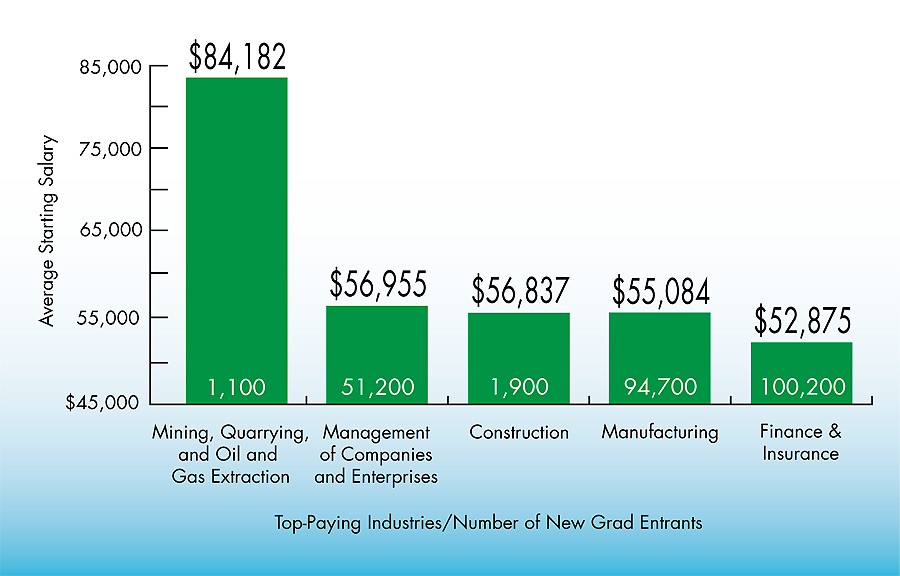 Average Starting Salary
85,000
75,000
65,000
55,000
$45,000
$84,182
$56,955
$56,837
$55,084
$52,875
1,100
51,200
1,900
94,700
100,200
Mining, Quarrying,
and Oil and
Gas Extraction
Management
of Companies
and Enterprises
Construction
Manufacturing
Finance &
Insurance
Top-Paying Industries/Number of New Grad Entrants